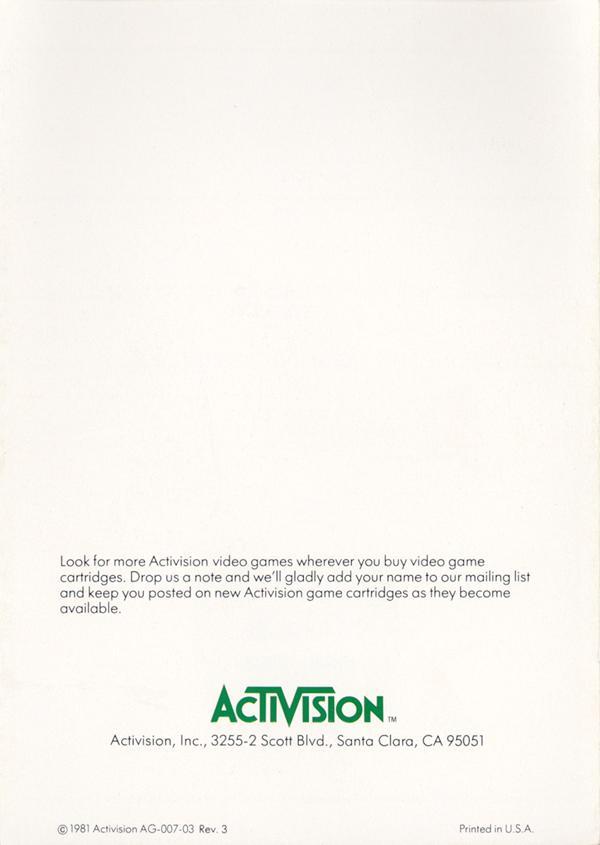 Look for more Activision video games wherever you buy video game
cartridges. Drop us a note and we'll gladly add your name to our mailing list
and keep you posted on new Activision game cartridges as they become
available.
ACTIVISION TM
Activision, Inc., 3255-2 Scott Blvd., Santa Clara, CA 95051
© 1981 Activision AG-007-03 Rev. 3
Printed in U.S.A.